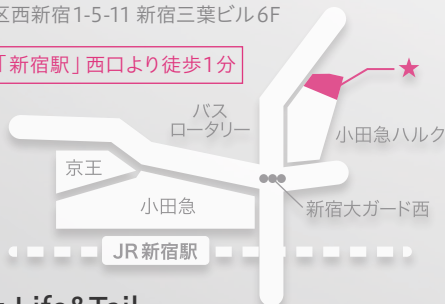 区西新宿1-5-11 新宿三葉ビル6F
「新宿駅」西口より徒歩1分
バス
ロータリー
小田急ハルク
京王
小田急
新宿大ガード西
JR新宿駅
Life&Tail